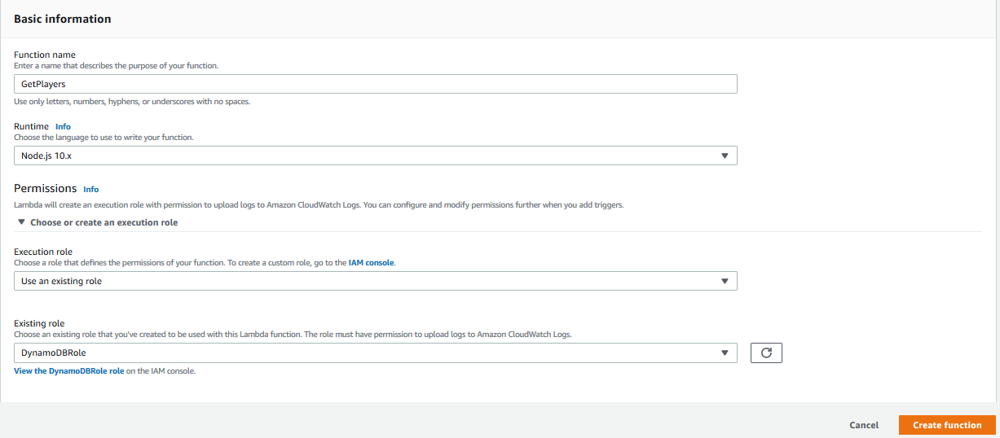 Basic information
Function name
Enter a name that describes the purpose of your function.
GetPlayers
Use only letters, numbers, hyphens, or underscores with no spaces.
Runtime Info
Choose the language to use to write your function.
Node.js 10.x
Permissions Info
Lambda will create an execution role with permission to upload logs to Amazon CloudWatch Logs. You can configure and modify permissions further when you add triggers.
Choose or create an execution role
Execution role
Choose a role that defines the permissions of your function. To create a custom role, go to the IAM console.
Use an existing role
Existing role
Choose an existing role that you've created to be used with this Lambda function. The role must have permission to upload logs to Amazon CloudWatch Logs.
DynamoDBRole
View the DynamoDBRole role on the IAM console.
Cancel Create function